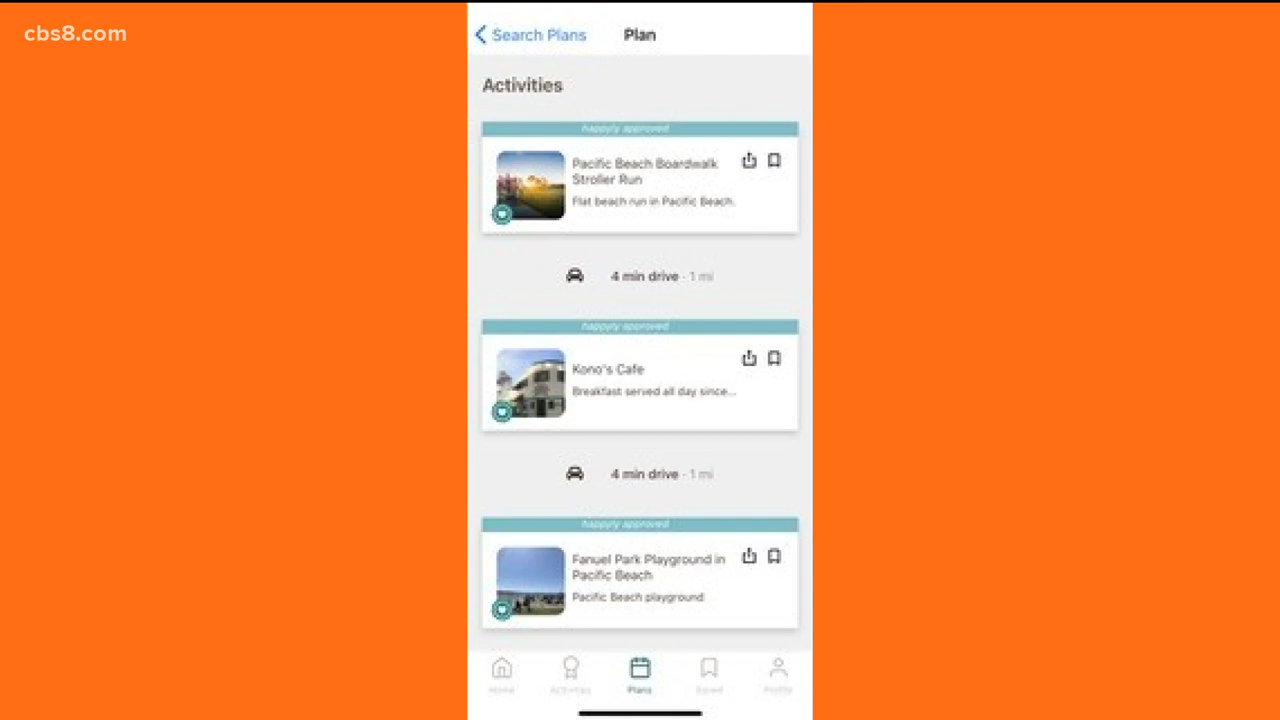 cbs8.com
Search Plans
Plan
Activities
happyly approved
Pacific Beach Boardwalk
Stroller Run
Flat beach run in Pacific Beach.
4 min drive · 1 mi
happyly approved
Kono's Cafe
Breakfast served all day since...
4 min drive · 1 mi
happyly approved
Fanuel Park Playground in
Pacific Beach
Pacific Beach playground
Home
Activities
Plans
Saved
Profile